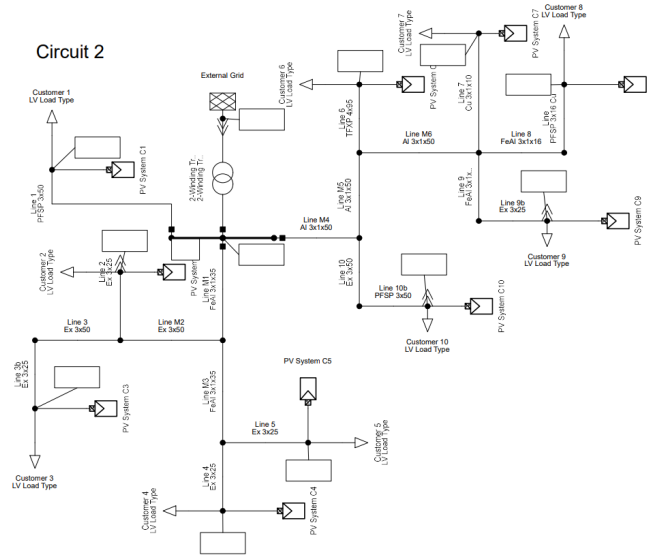 Circuit 2
Customer 1
LV Load Type
PV System C1
Line 1
PFSP 3x50
External Grid
2-Winding Tr...
2-Winding Tr...
Customer 6
LV Load Type
PV System C
Line 6
TFXP 4x95
Customer 7
LV Load Type
PV System C7
Line 7
Cu 3x1x10
Customer 8
LV Load Type
Line
PFSP 3x16 Cu
Line M6
Al 3x1x50
Line 8
FeAl 3x1x16
Line M5
Al 3x1x50
Line 9
FeAl 3x1x..
Line 9b
Ex 3x25
PV System C9
Customer 9
LV Load Type
Line M4
Al 3x1x50
Customer 2
LV Load Type
Line 2
Ex 3x25
PV System
Line M1
FeAl 3x1x35
Line 10
Ex 3x50
Line 10b
PFSP 3x50
PV System C10
Customer 10
LV Load Type
Line 3
Ex 3x50
Line M2
Ex 3x50
Line 3b
Ex 3x25
PV System C3
Customer 3
LV Load Type
Line M3
FeAl 3x1x35
PV System C5
Line 5
Ex 3x25
Customer 5
LV Load Type
Line 4
Ex 3x25
Customer 4
LV Load Type
PV System C4